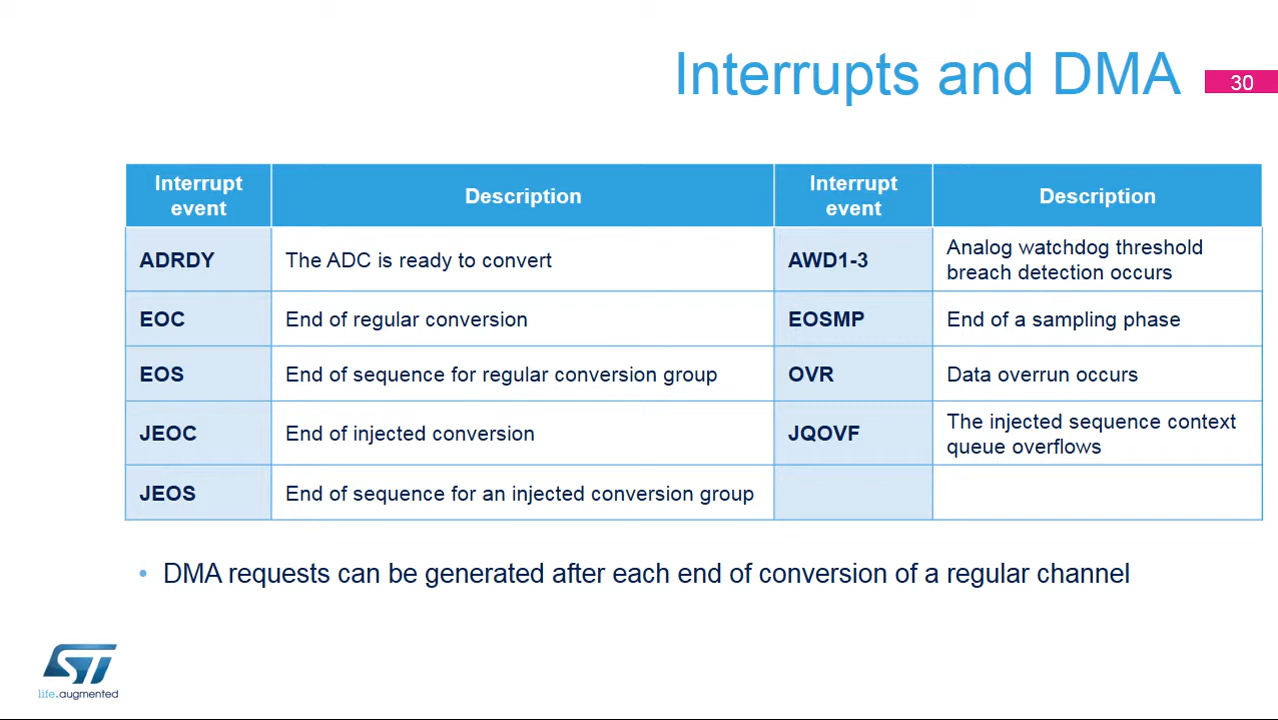 Interrupts and DMA
30
Interrupt event
Description
Interrupt event
Description
ADRDY
The ADC is ready to convert
AWD1-3
Analog watchdog threshold
breach detection occurs
EOC
End of regular conversion
EOSMP
End of a sampling phase
EOS
End of sequence for regular conversion group
OVR
Data overrun occurs
JEOC
End of injected conversion
JQOVF
The injected sequence context
queue overflows
JEOS
End of sequence for an injected conversion group
• DMA requests can be generated after each end of conversion of a regular channel
ST
life.augmented